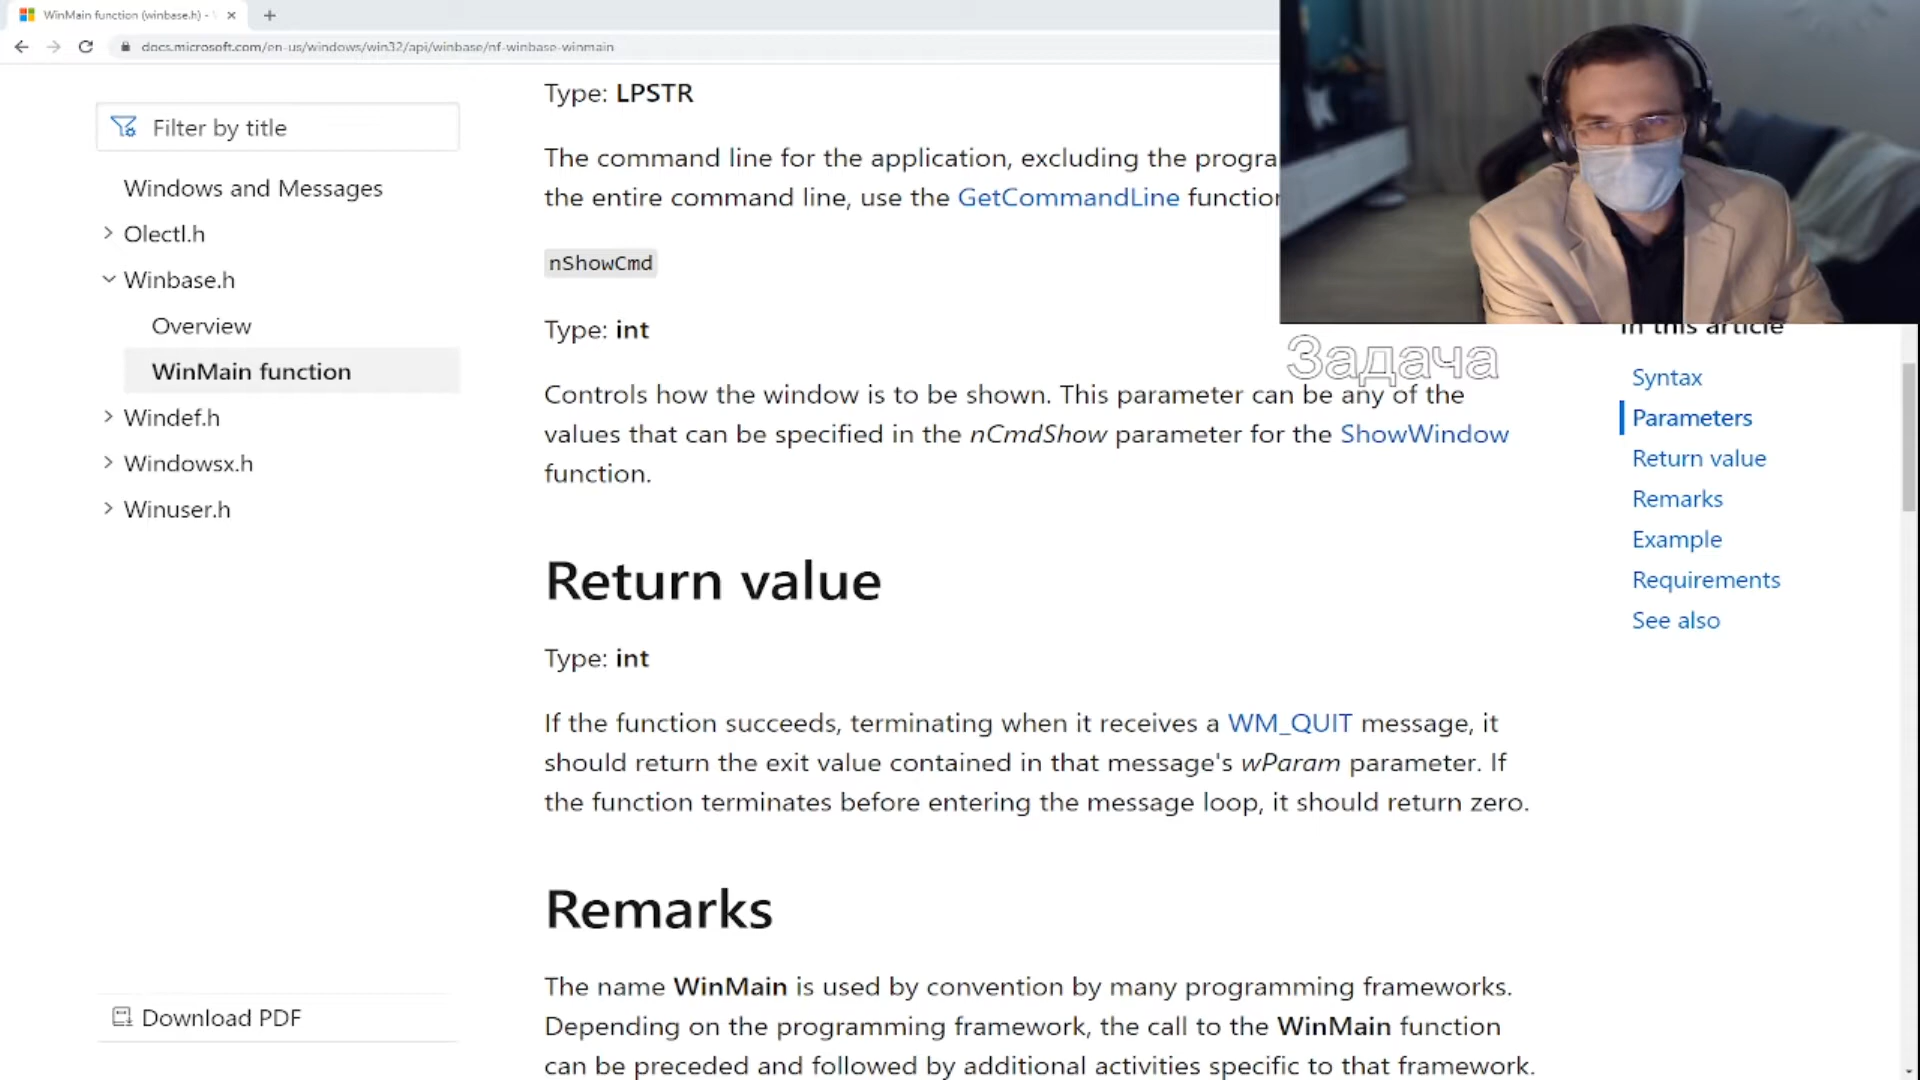 WinMain function (winbase.h) -
docs.microsoft.com/en-us/windows/win32/api/winbase/nf-winbase-winmain
Filter by title
Windows and Messages
Olectl.h
Winbase.h
Overview
WinMain function
Windef.h
Windowsx.h
Winuser.h
Download PDF
Type: LPSTR
The command line for the application, excluding the progra
the entire command line, use the GetCommandLine function
nShowCmd
Type: int
Controls how the window is to be shown. This parameter can be any of the
values that can be specified in the nCmdShow parameter for the ShowWindow
function.
Return value
Type: int
If the function succeeds, terminating when it receives a WM_QUIT message, it
should return the exit value contained in that message's wParam parameter. If
the function terminates before entering the message loop, it should return zero.
Remarks
The name WinMain is used by convention by many programming frameworks.
Depending on the programming framework, the call to the WinMain function
can be preceded and followed by additional activities specific to that framework.
Задача
In this article
Syntax
Parameters
Return value
Remarks
Example
Requirements
See also